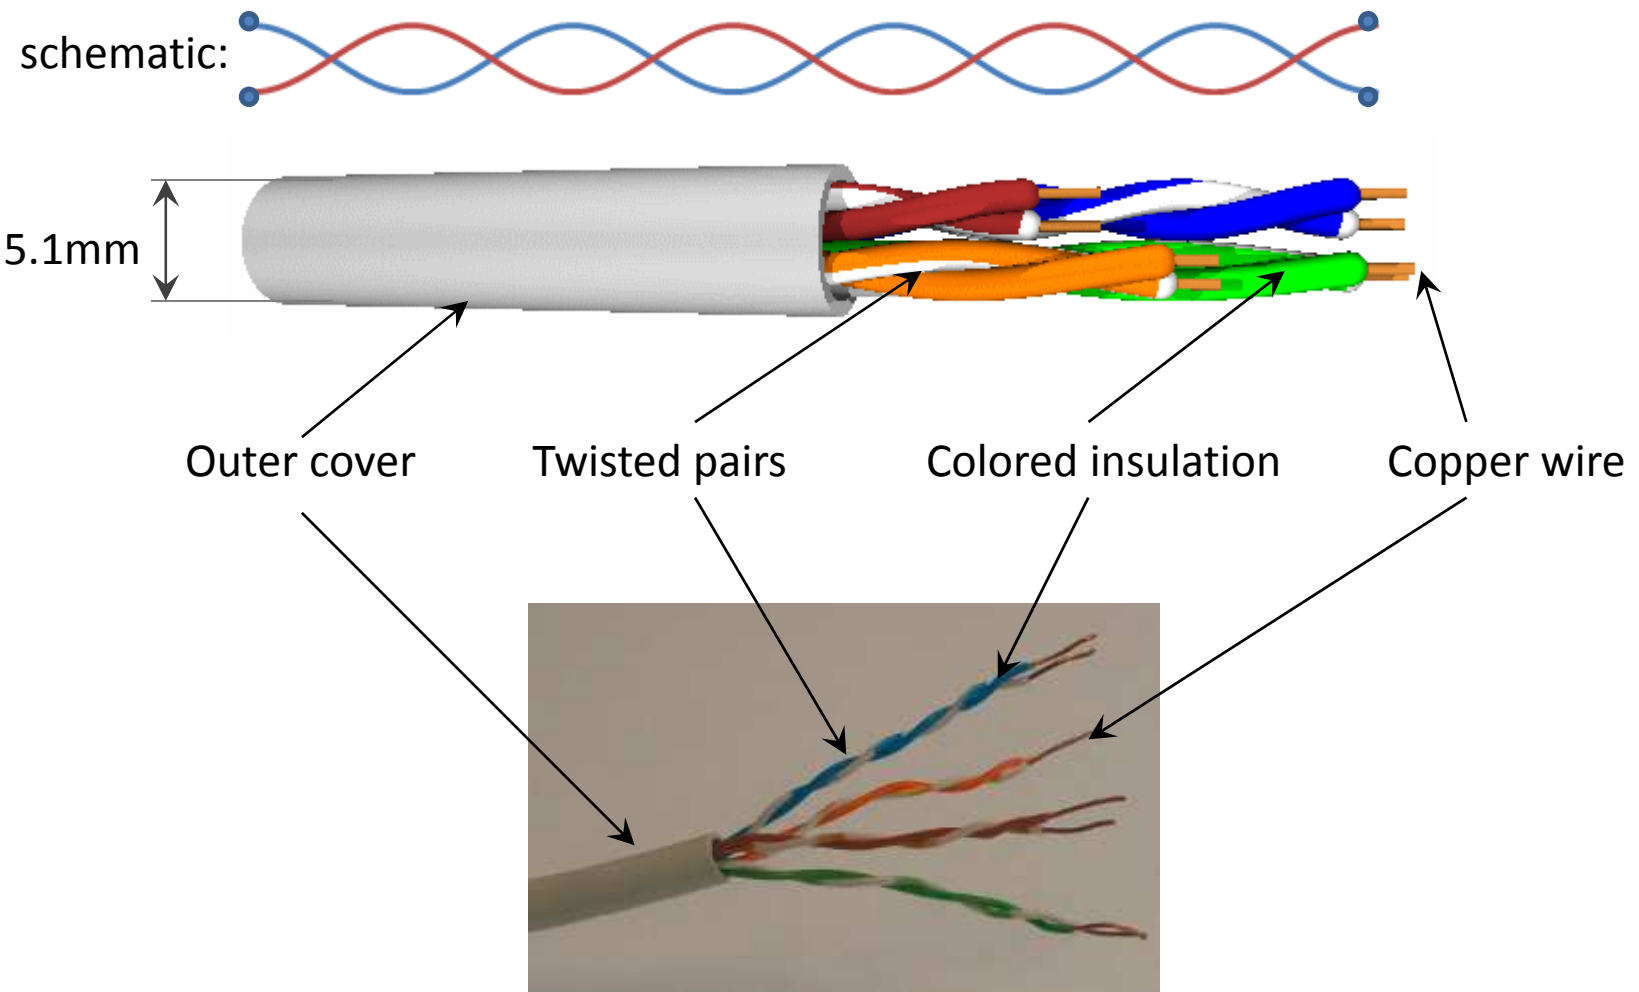 schematic:
5.1mm
Outer cover
Twisted pairs
Colored insulation
Copper wire